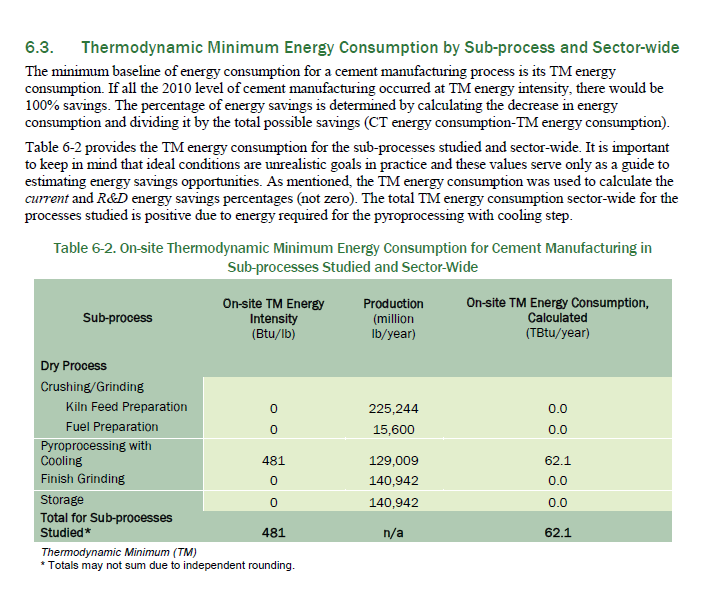 6.3. Thermodynamic Minimum Energy Consumption by Sub-process and Sector-wide
The minimum baseline of energy consumption for a cement manufacturing process is its TM energy
consumption. If all the 2010 level of cement manufacturing occurred at TM energy intensity, there would be
100% savings. The percentage of energy savings is determined by calculating the decrease in energy
consumption and dividing it by the total possible savings (CT energy consumption-TM energy consumption).
Table 6-2 provides the TM energy consumption for the sub-processes studied and sector-wide. It is important
to keep in mind that ideal conditions are unrealistic goals in practice and these values serve only as a guide to
estimating energy savings opportunities. As mentioned, the TM energy consumption was used to calculate the
current and R&D energy savings percentages (not zero). The total TM energy consumption sector-wide for the
processes studied is positive due to energy required for the pyroprocessing with cooling step.
Table 6-2. On-site Thermodynamic Minimum Energy Consumption for Cement Manufacturing in
Sub-processes Studied and Sector-Wide
Sub-process
On-site TM Energy
Intensity
(Btu/lb)
Production
(million
lb/year)
On-site TM Energy Consumption,
Calculated
(TBtu/year)
Dry Process
Crushing/Grinding
Kiln Feed Preparation 0 225,244 0.0
Fuel Preparation 0 15,600 0.0
Pyroprocessing with
Cooling 481 129,009 62.1
Finish Grinding 0 140,942 0.0
Storage 0 140,942 0.0
Total for Sub-processes
Studied* 481 n/a 62.1
Thermodynamic Minimum (TM)
* Totals may not sum due to independent rounding.